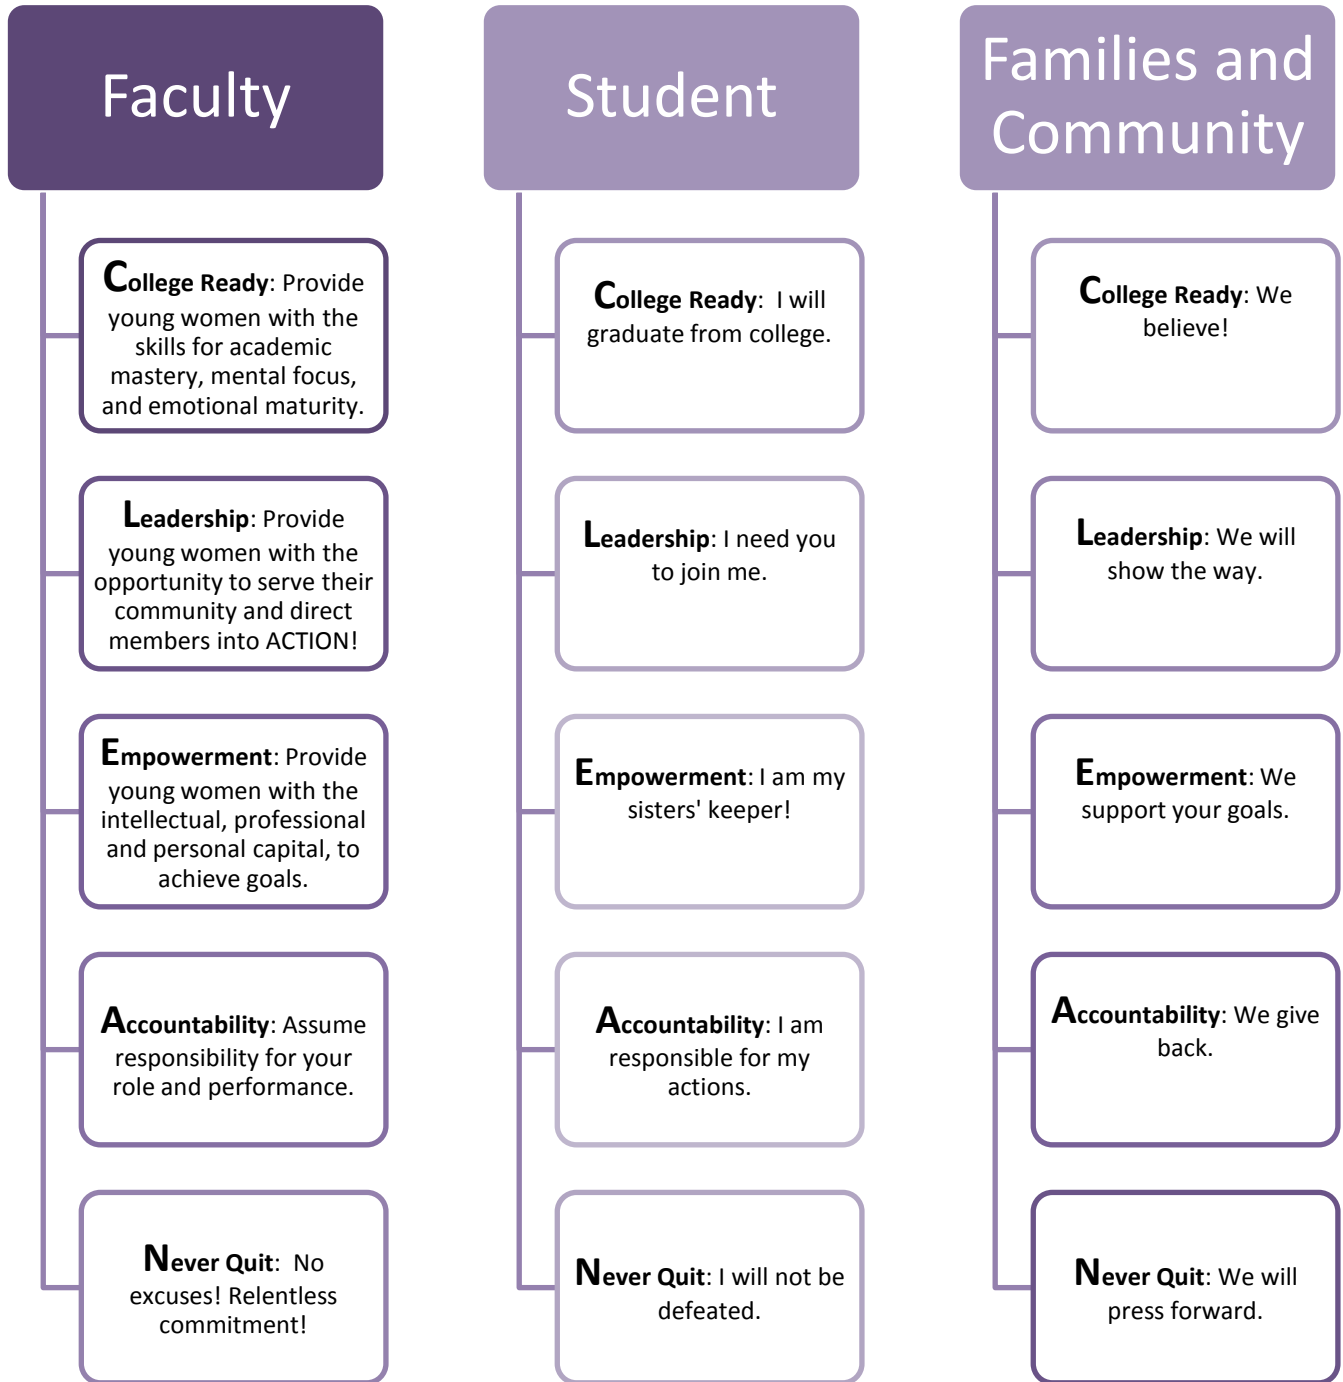 Faculty
College Ready: Provide
young women with the
skills for academic
mastery, mental focus,
and emotional maturity.
Leadership: Provide
young women with the
opportunity to serve their
community and direct
members into ACTION!
Empowerment: Provide
young women with the
intellectual, professional
and personal capital, to
achieve goals.
Accountability: Assume
responsibility for your
role and performance.
Never Quit:  No
excuses! Relentless
commitment!
Student
College Ready:  I will
graduate from college.
Leadership: I need you
to join me.
Empowerment: I am my
sisters' keeper!
Accountability: I am
responsible for my
actions.
Never Quit: I will not be
defeated.
Families and
Community
College Ready: We
believe!
Leadership: We will
show the way.
Empowerment: We
support your goals.
Accountability: We give
back.
Never Quit: We will
press forward.